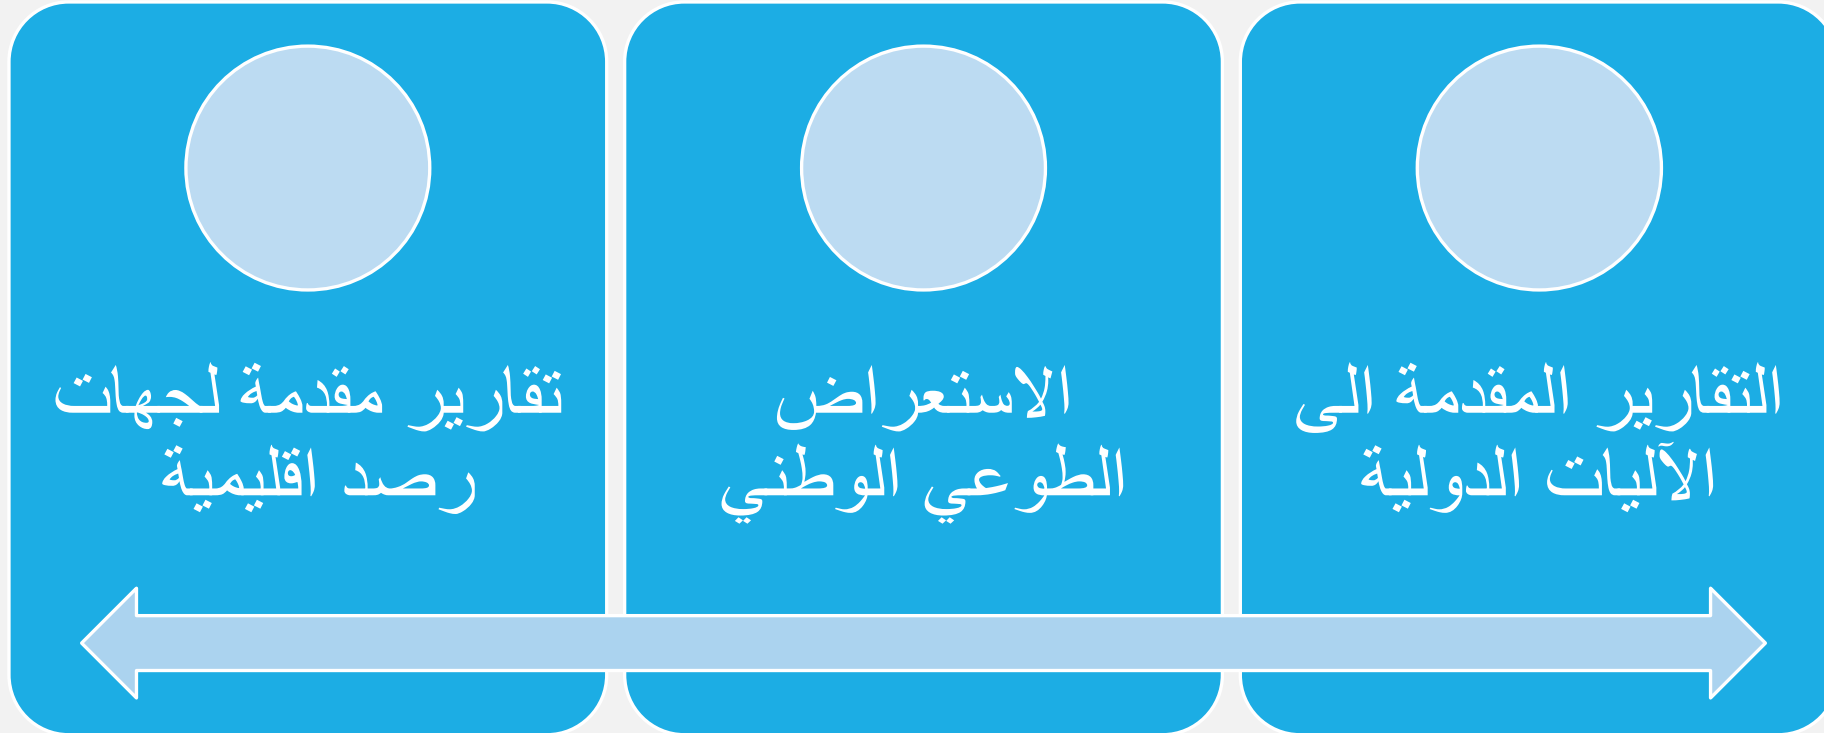 التقارير المقدمة الى
الآليات الدولية
الاستعراض
الطوعي الوطني
تقارير مقدمة لجهات
رصد اقليمية